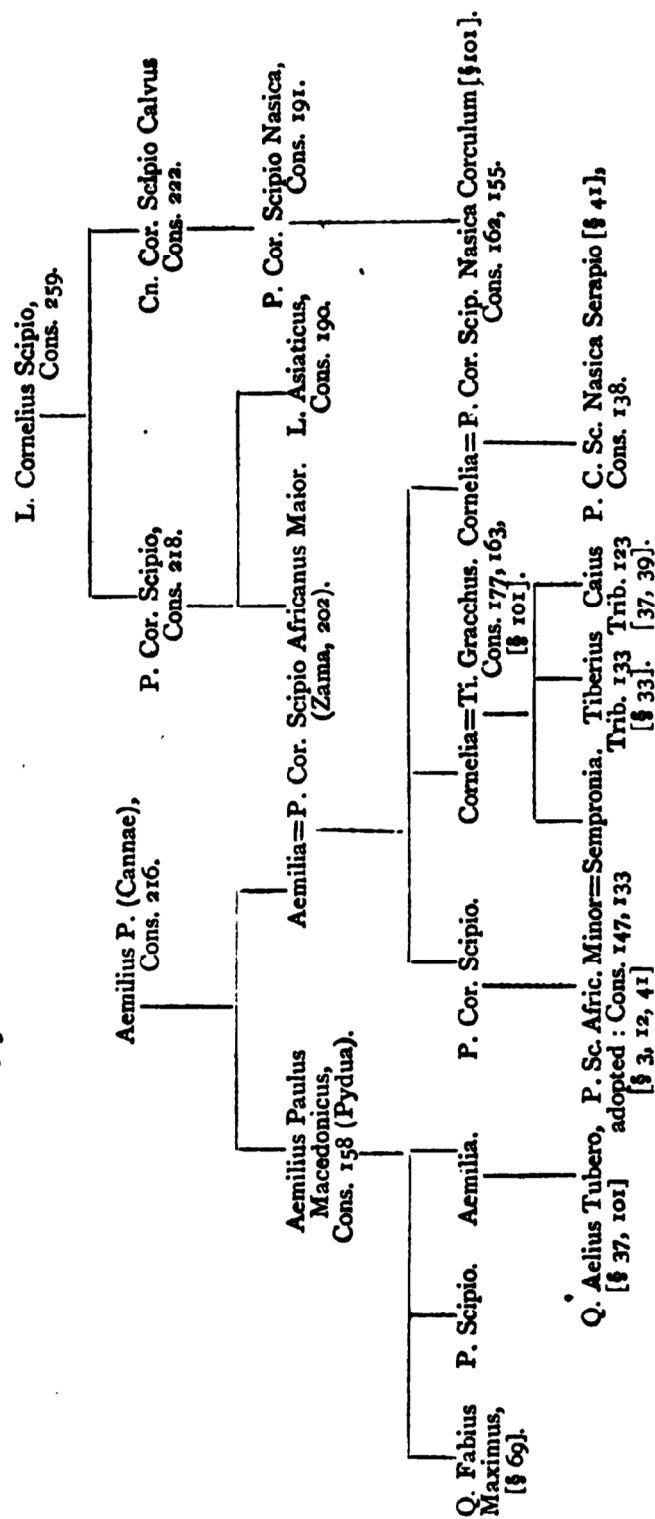 L. Cornelius Scipio,
Cons. 259.
Aemilius P. (Cannae),
Cons. 216.
P. Cor. Scipio,
Cons. 218.
Cn. Cor. Scipio Calvus
Cons. 222.
Aemilius Paulus
Macedonicus,
Cons. 158 (Pydua).
Aemilia=P. Cor. Scipio Africanus Maior.
(Zama, 202).
L. Asiaticus,
Cons. 190.
P. Cor. Scipio Nasica,
Cons. 191.
Q. Fabius
Maximus,
[§ 69].
P. Scipio.
Aemilia.
P. Cor. Scipio.
Cornelia=Ti. Gracchus.
Cons. 177, 163,
[§ 101].
Cornelia=P. Cor. Scip. Nasica Corculum [§ 101].
Cons. 162, 155.
Q. Aelius Tubero,
[§ 37, 101]
P. Sc. Afric. Minor=Sempronia.
adopted : Cons. 147, 133
[§ 3, 12, 41]
Tiberius
Trib. 133
[§ 33].
Caius
Trib. 123
[37, 39].
P. C. Sc. Nasica Serapio [§ 41],
Cons. 138.